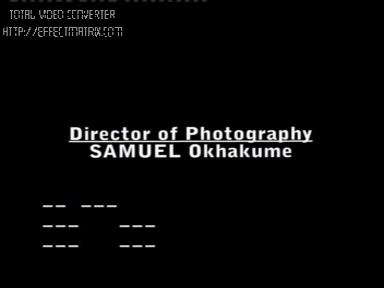 TOTAL VIDEO CONVERTER
HTTP://EFFECTMATRIX.COM
Director of Photography
SAMUEL Okhakume
-- ---
--- ---
--- ---